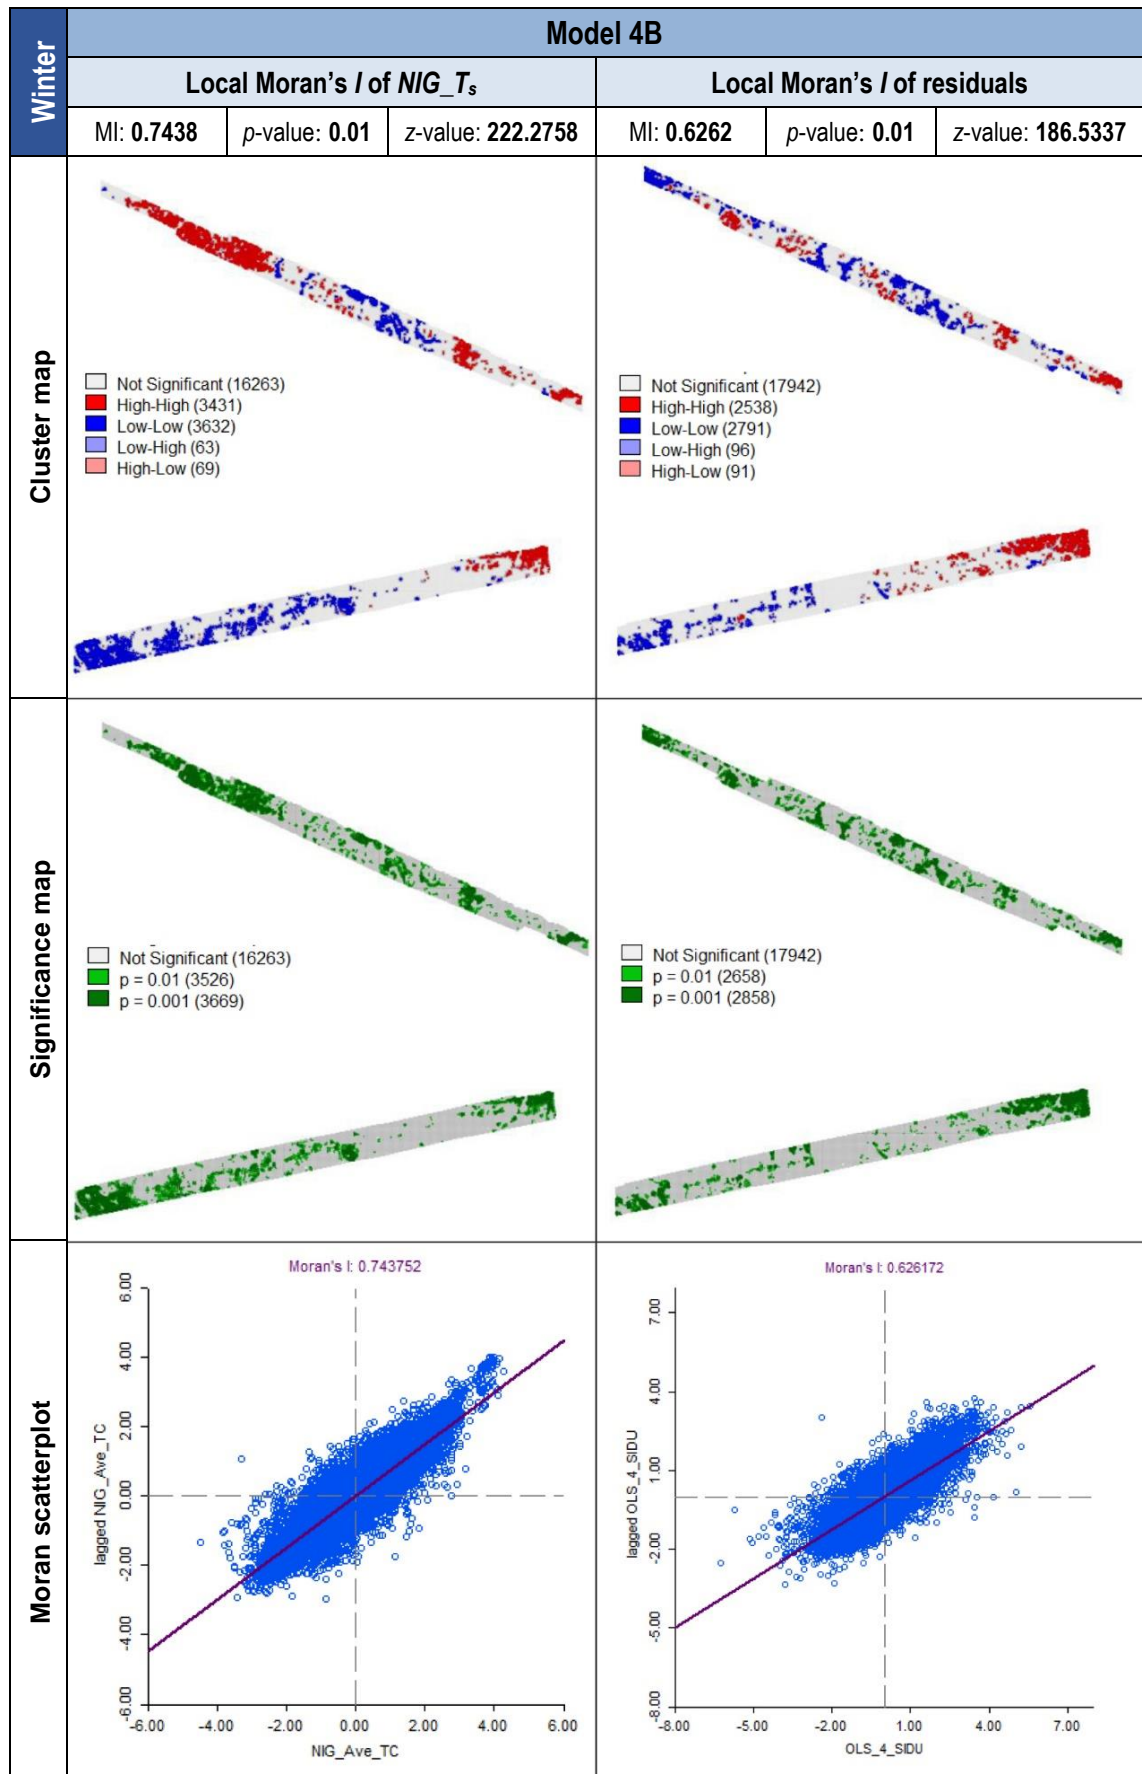 Winter
Model 4B
Local Moran's I of NIG_Ts
Local Moran's I of residuals
MI: 0.7438
p-value: 0.01
z-value: 222.2758
MI: 0.6262
p-value: 0.01
z-value: 186.5337
Cluster map
Not Significant (16263)
High-High (3431)
Low-Low (3632)
Low-High (63)
High-Low (69)
Not Significant (17942)
High-High (2538)
Low-Low (2791)
Low-High (96)
High-Low (91)
Significance map
Not Significant (16263)
p = 0.01 (3526)
p = 0.001 (3669)
Not Significant (17942)
p = 0.01 (2658)
p = 0.001 (2858)
Moran scatterplot
Moran's I: 0.743752
lagged NIG_Ave_TC
6.00
4.00
2.00
0.00
-2.00
-4.00
-6.00
-6.00 -4.00 -2.00 0.00 2.00 4.00 6.00
NIG_Ave_TC
Moran's I: 0.626172
lagged OLS_4_SIDU
7.00
4.00
1.00
-2.00
-5.00
-8.00
-8.00 -5.00 -2.00 1.00 4.00 7.00
OLS_4_SIDU